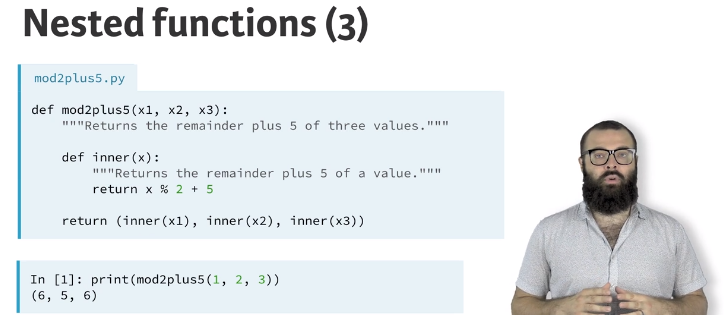 Nested functions (3)
mod2plus5.py
def mod2plus5(x1, x2, x3):
    """Returns the remainder plus 5 of three values."""
    def inner(x):
        """Returns the remainder plus 5 of a value."""
        return x % 2 + 5
    return (inner(x1), inner(x2), inner(x3))
In [1]: print(mod2plus5(1, 2, 3))
(6, 5, 6)